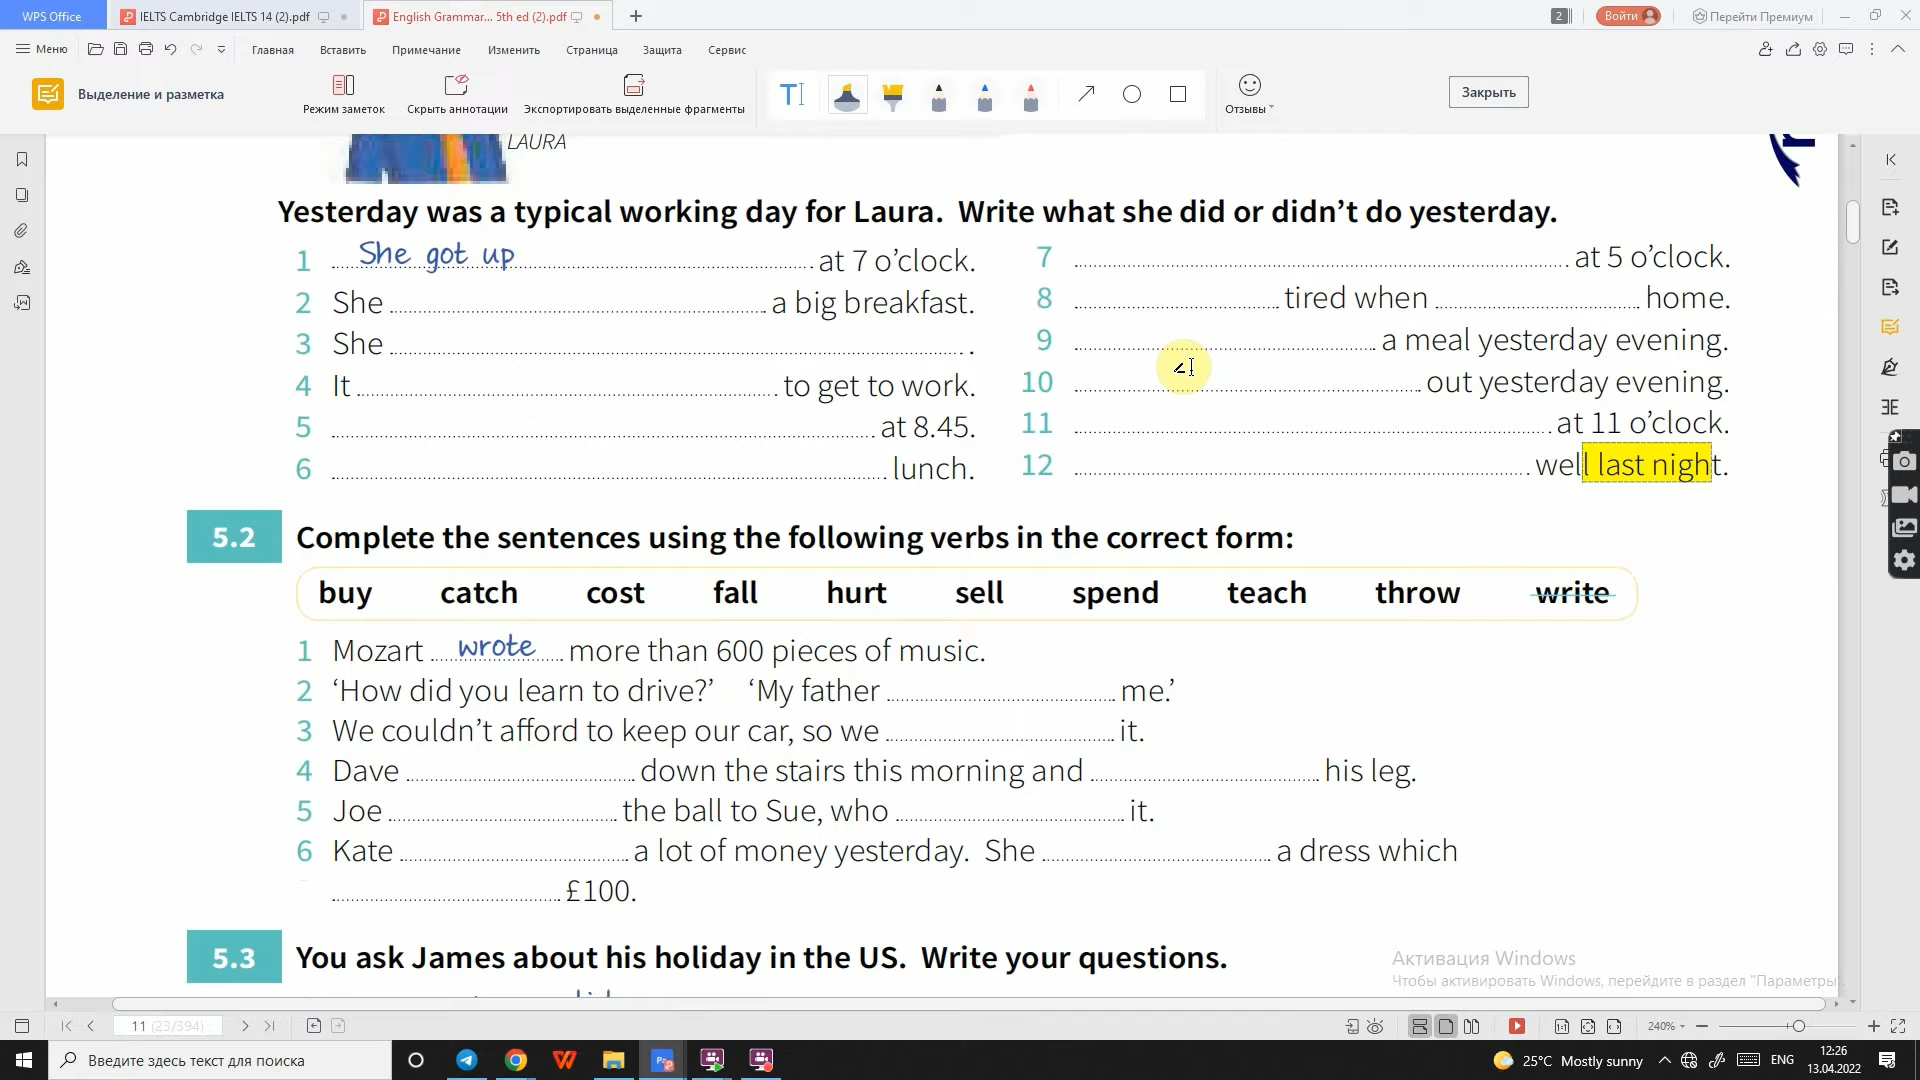 WPS Office
IELTS Cambridge IELTS 14 (2).pdf
English Grammar... 5th ed (2).pdf
2
Войти
Перейти Премиум
Меню
Главная
Вставить
Примечание
Изменить
Страница
Защита
Сервис
Выделение и разметка
Режим заметок
Скрыть аннотации
Экспортировать выделенные фрагменты
Отзывы
Закрыть
LAURA
Yesterday was a typical working day for Laura. Write what she did or didn't do yesterday.
1 She got up at 7 o'clock.
2 She ........ a big breakfast.
3 She ........ .
4 It ........ to get to work.
5 ........ at 8.45.
6 ........ lunch.
7 ........ at 5 o'clock.
8 ........ tired when ........ home.
9 ........ a meal yesterday evening.
10 ........ out yesterday evening.
11 ........ at 11 o'clock.
12 ........ well last night.
5.2 Complete the sentences using the following verbs in the correct form:
buy catch cost fall hurt sell spend teach throw write
1 Mozart wrote more than 600 pieces of music.
2 ‘How did you learn to drive?’ ‘My father ........ me.’
3 We couldn't afford to keep our car, so we ........ it.
4 Dave ........ down the stairs this morning and ........ his leg.
5 Joe ........ the ball to Sue, who ........ it.
6 Kate ........ a lot of money yesterday. She ........ a dress which
........ £100.
5.3 You ask James about his holiday in the US. Write your questions.
Активация Windows
Чтобы активировать Windows, перейдите в раздел "Параметры
11 (23/394)
240%
Введите здесь текст для поиска
25°C Mostly sunny
ENG
12:26
13.04.2022